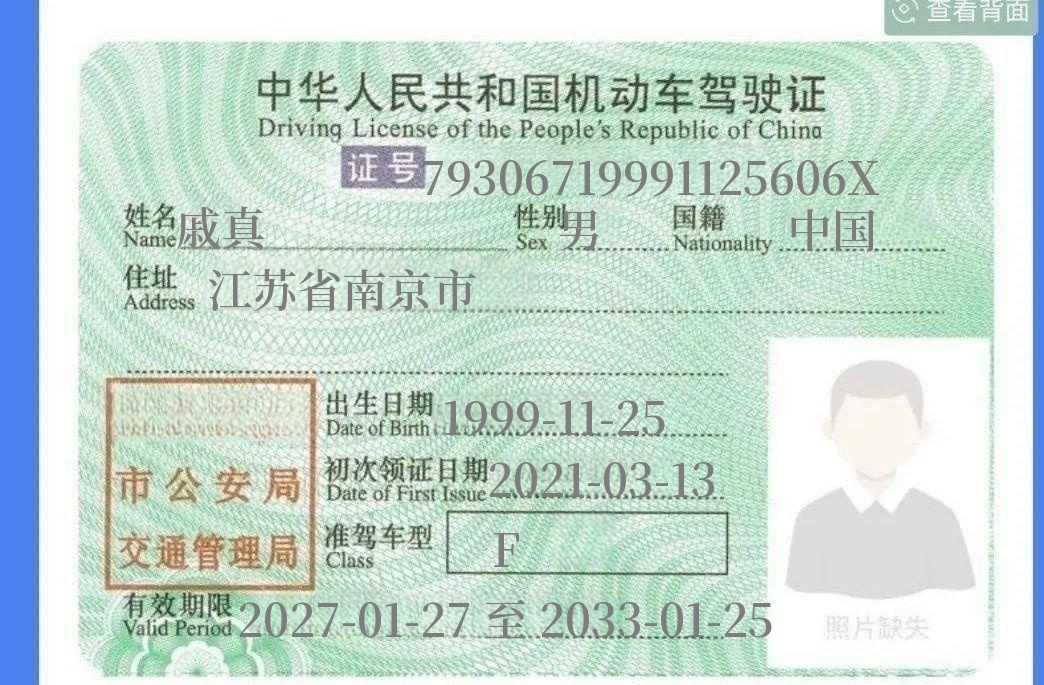 查看背面
中华人民共和国机动车驾驶证
Driving License of the People's Republic of China
证号 79306719991125606X
姓名 戚真 性别 男 国籍 中国
Name Sex Nationality
住址 江苏省南京市
Address
出生日期 1999-11-25
Date of Birth
初次领证日期 2021-03-13
Date of First Issue
市公安局
准驾车型 F
Class
交通管理局
有效期限 2027-01-27 至 2033-01-25
Valid Period
照片缺失